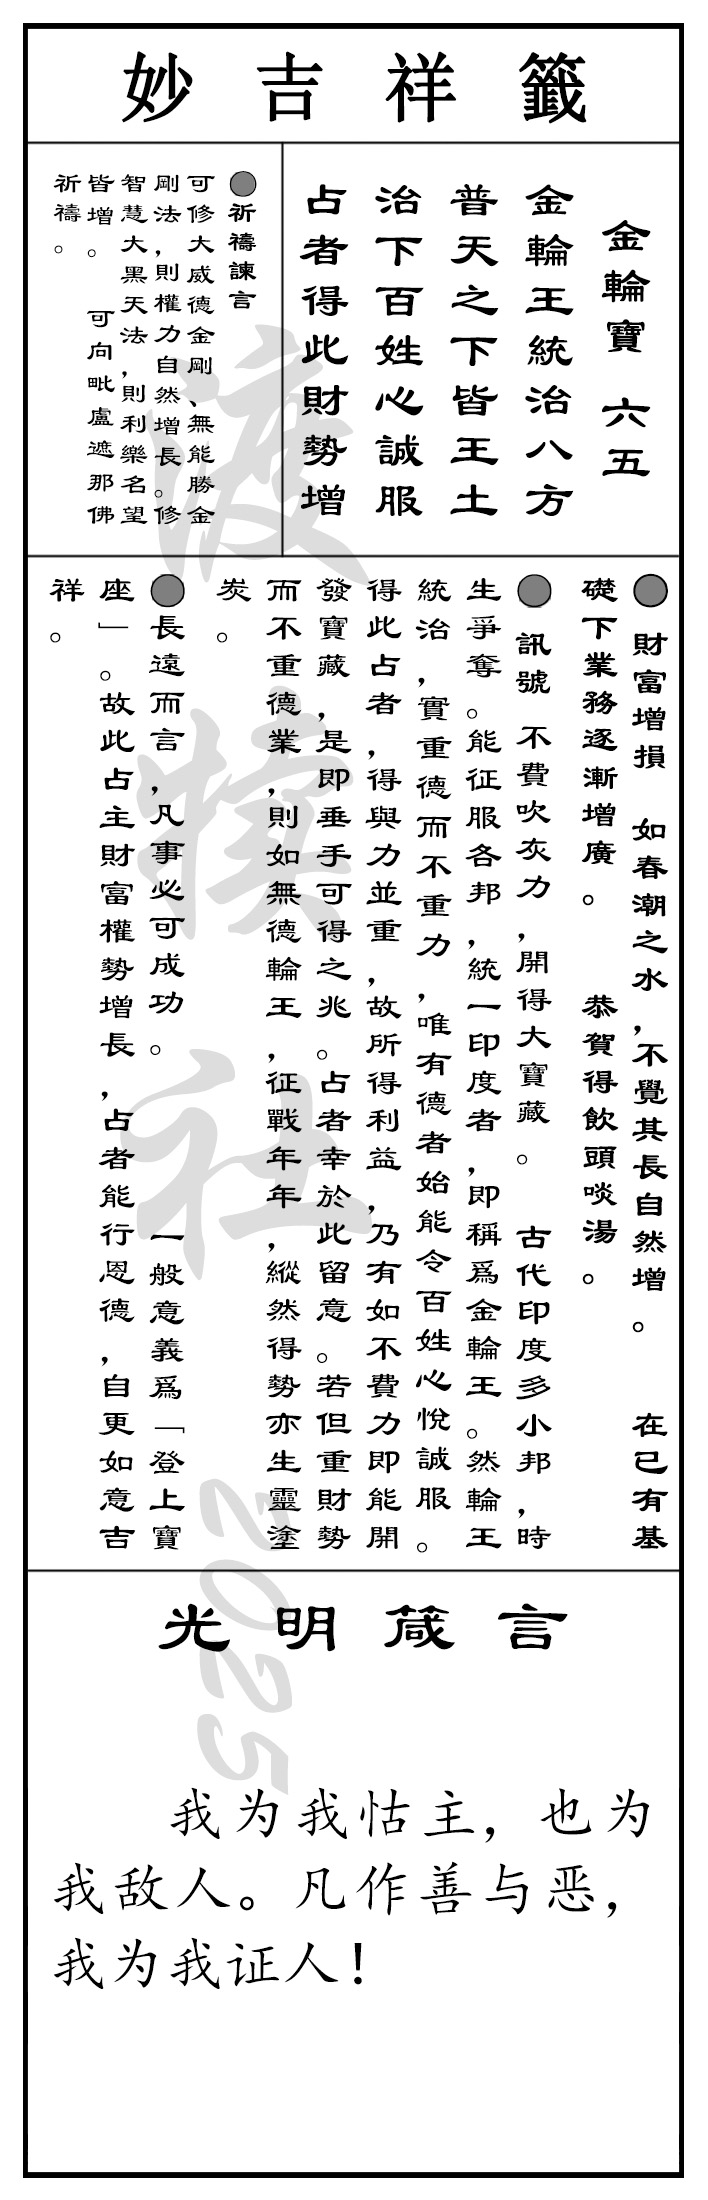 妙吉祥籤
金輪寶 六五
金輪王統治八方
普天之下皆王土
治下百姓心誠服
占者得此財勢增
●祈禱諫言
可修大威德金剛、無能勝金
剛法，則權力自然增長。修
智慧大黑天法，則利樂名望
皆增。 可向毗盧遮那佛
祈禱。
● 財富增損 如春潮之水，不覺其長自然增。 在已有基
礎下業務逐漸增廣。 恭賀得飲頭啖湯。
● 訊號 不費吹灰力，開得大寶藏。 古代印度多小邦，時
生爭奪。能征服各邦，統一印度者，即稱爲金輪王。然輪王
統治，實重德而不重力，唯有德者始能令百姓心悅誠服。
得此占者，得與力並重，故所得利益，乃有如不費力即能開
發寶藏，是即垂手可得之兆。占者幸於此留意。若但重財勢
而不重德業，則如無德輪王，征戰年年，縱然得勢亦生靈塗
炭。
●長遠而言，凡事必可成功。 一般意義爲「登上寶
座」。故此占主財富權勢增長，占者能行恩德，自更如意吉
祥。
光明箴言
我为我怙主，也为
我敌人。凡作善与恶，
我为我证人！
渡犊社 2025